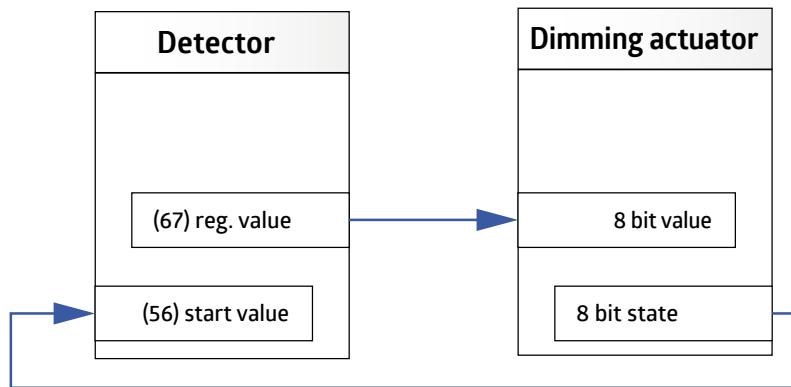 Detector
Dimming actuator
(67) reg. value
8 bit value
(56) start value
8 bit state